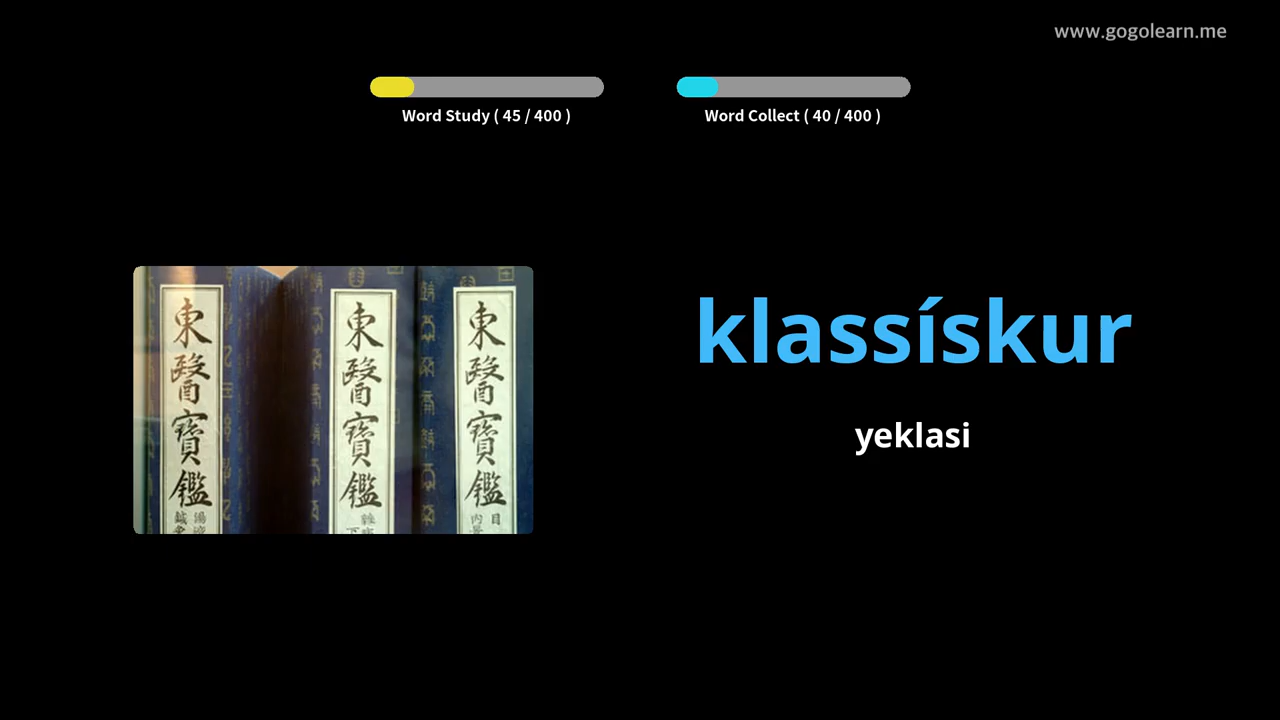 www.gogolearn.me
Word Study ( 45 / 400 )
Word Collect ( 40 / 400 )
東醫寶鑑
東醫寶鑑
東醫寶鑑
klassískur
yeklasi